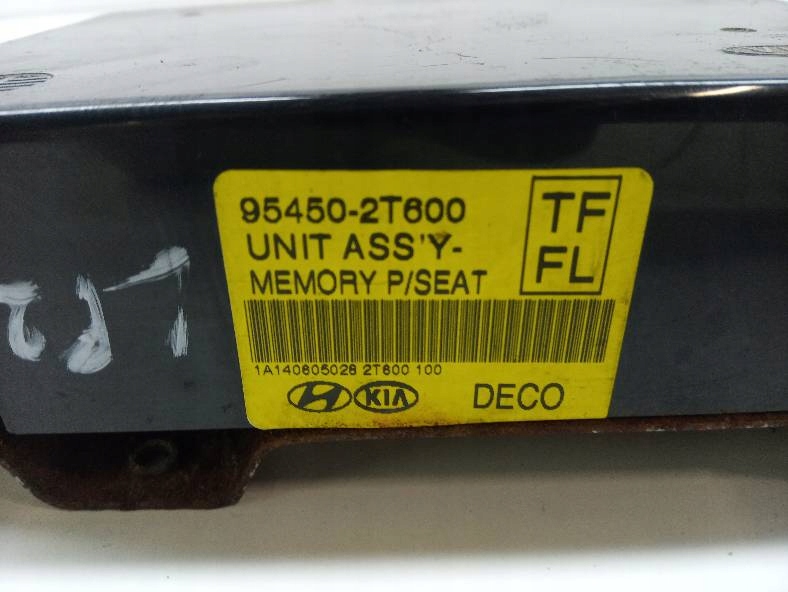 95450-2T600
TF
FL
UNIT ASS'Y-
MEMORY P/SEAT
1A140605028 2T600 100
KIA
DECO